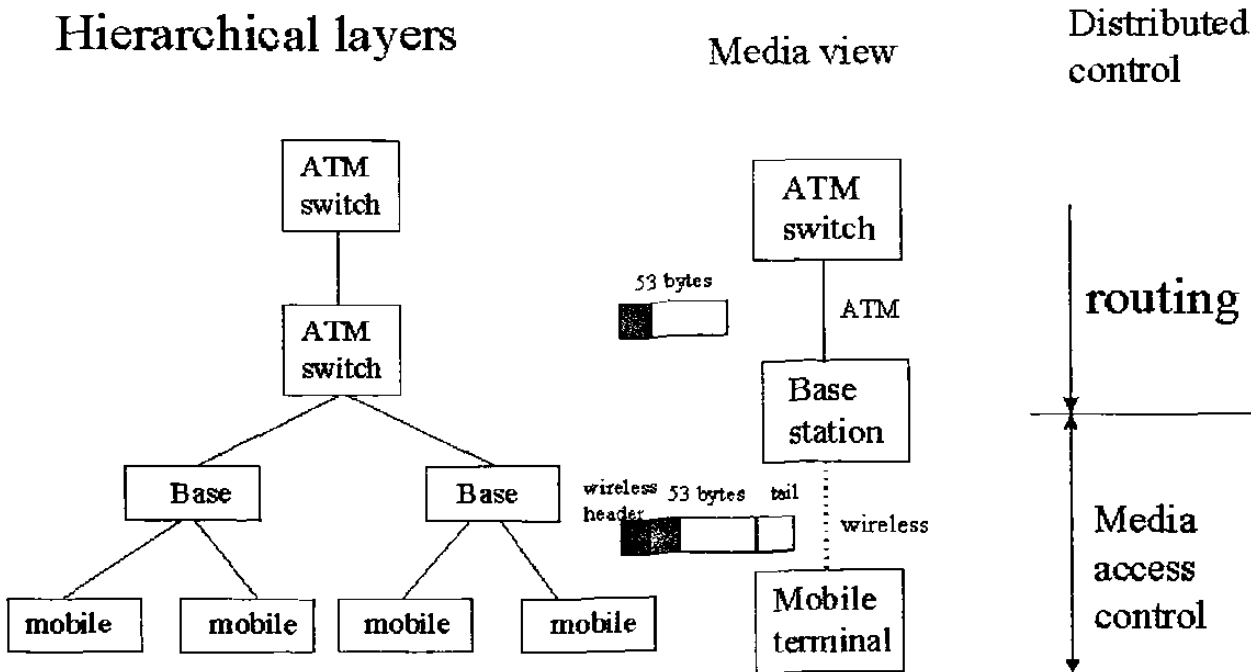 Hierarchical layers
Media view
Distributed
control
ATM
switch
ATM
switch
Base
Base
mobile
mobile
mobile
mobile
ATM
switch
53 bytes
ATM
Base
station
wireless
header
53 bytes
tail
wireless
Mobile
terminal
routing
Media
access
control